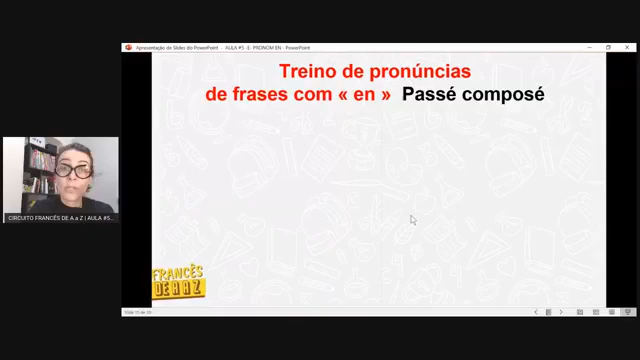 Apresentação da Slides do PowerPoint - AULA #5 -E- PRONOM EN - PowerPoint
Treino de pronúncias
de frases com « en » Passé composé
CIRCUITO FRANCÊS DE A a Z | AULA #5...
FRANCÊS
DE A A Z